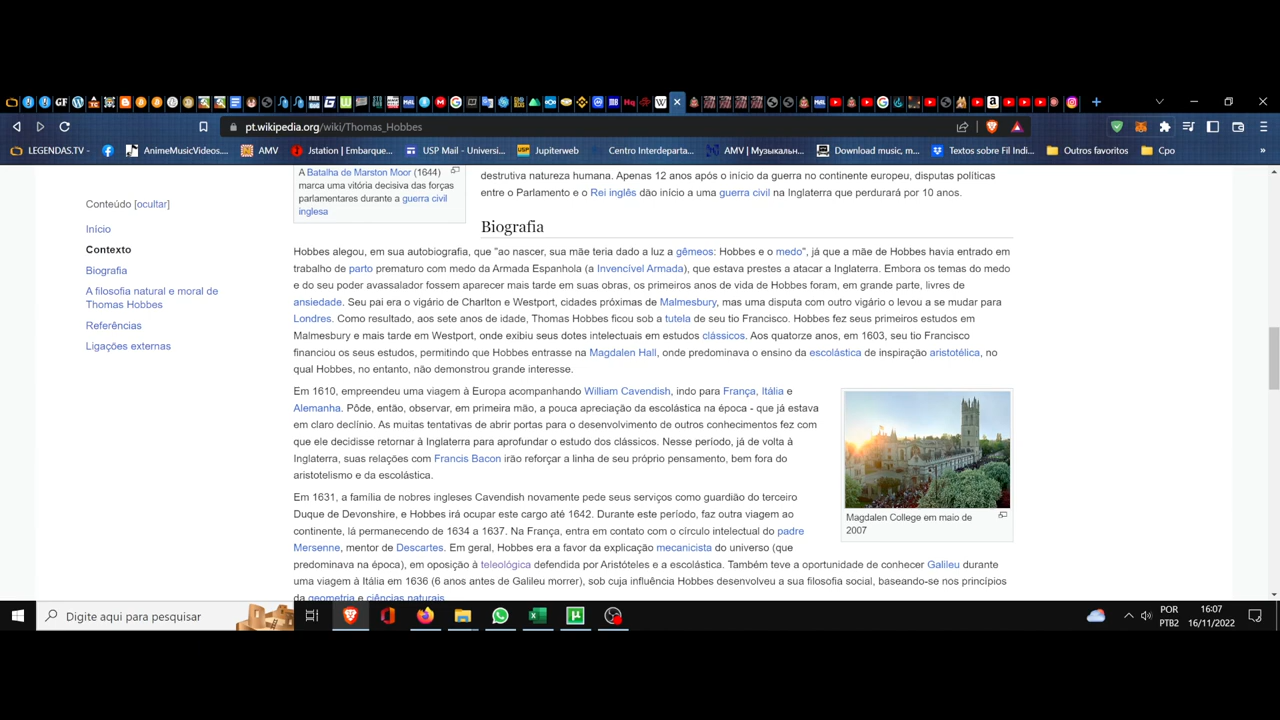 pt.wikipedia.org/wiki/Thomas_Hobbes
LEGENDAS.TV -
AnimeMusicVideos....
AMV
Jstation | Embarque...
USP Mail - Universi...
Jupiterweb
Centro Interdeparta...
AMV | Музыкальн...
Download music, m...
Textos sobre Fil Indi...
Outros favoritos
Cpo
»
Conteúdo [ocultar]
Início
Contexto
Biografia
A filosofia natural e moral de
Thomas Hobbes
Referências
Ligações externas
A Batalha de Marston Moor (1644)
marca uma vitória decisiva das forças
parlamentares durante a guerra civil
inglesa
destrutiva natureza humana. Apenas 12 anos após o início da guerra no continente europeu, disputas políticas
entre o Parlamento e o Rei inglês dão início a uma guerra civil na Inglaterra que perdurará por 10 anos.
Biografia
Hobbes alegou, em sua autobiografia, que "ao nascer, sua mãe teria dado a luz a gêmeos: Hobbes e o medo", já que a mãe de Hobbes havia entrado em
trabalho de parto prematuro com medo da Armada Espanhola (a Invencível Armada), que estava prestes a atacar a Inglaterra. Embora os temas do medo
e do seu poder avassalador fossem aparecer mais tarde em suas obras, os primeiros anos de vida de Hobbes foram, em grande parte, livres de
ansiedade. Seu pai era o vigário de Charlton e Westport, cidades próximas de Malmesbury, mas uma disputa com outro vigário o levou a se mudar para
Londres. Como resultado, aos sete anos de idade, Thomas Hobbes ficou sob a tutela de seu tio Francisco. Hobbes fez seus primeiros estudos em
Malmesbury e mais tarde em Westport, onde exibiu seus dotes intelectuais em estudos clássicos. Aos quatorze anos, em 1603, seu tio Francisco
financiou os seus estudos, permitindo que Hobbes entrasse na Magdalen Hall, onde predominava o ensino da escolástica de inspiração aristotélica, no
qual Hobbes, no entanto, não demonstrou grande interesse.
Em 1610, empreendeu uma viagem à Europa acompanhando William Cavendish, indo para França, Itália e
Alemanha. Pôde, então, observar, em primeira mão, a pouca apreciação da escolástica na época - que já estava
em claro declínio. As muitas tentativas de abrir portas para o desenvolvimento de outros conhecimentos fez com
que ele decidisse retornar à Inglaterra para aprofundar o estudo dos clássicos. Nesse período, já de volta à
Inglaterra, suas relações com Francis Bacon irão reforçar a linha de seu próprio pensamento, bem fora do
aristotelismo e da escolástica.
Magdalen College em maio de
2007
Em 1631, a família de nobres ingleses Cavendish novamente pede seus serviços como guardião do terceiro
Duque de Devonshire, e Hobbes irá ocupar este cargo até 1642. Durante este período, faz outra viagem ao
continente, lá permanecendo de 1634 a 1637. Na França, entra em contato com o círculo intelectual do padre
Mersenne, mentor de Descartes. Em geral, Hobbes era a favor da explicação mecanicista do universo (que
predominava na época), em oposição à teleológica defendida por Aristóteles e a escolástica. Também teve a oportunidade de conhecer Galileu durante
uma viagem à Itália em 1636 (6 anos antes de Galileu morrer), sob cuja influência Hobbes desenvolveu a sua filosofia social, baseando-se nos princípios
da geometria e ciências naturais.
Digite aqui para pesquisar
POR
PTB2
16:07
16/11/2022